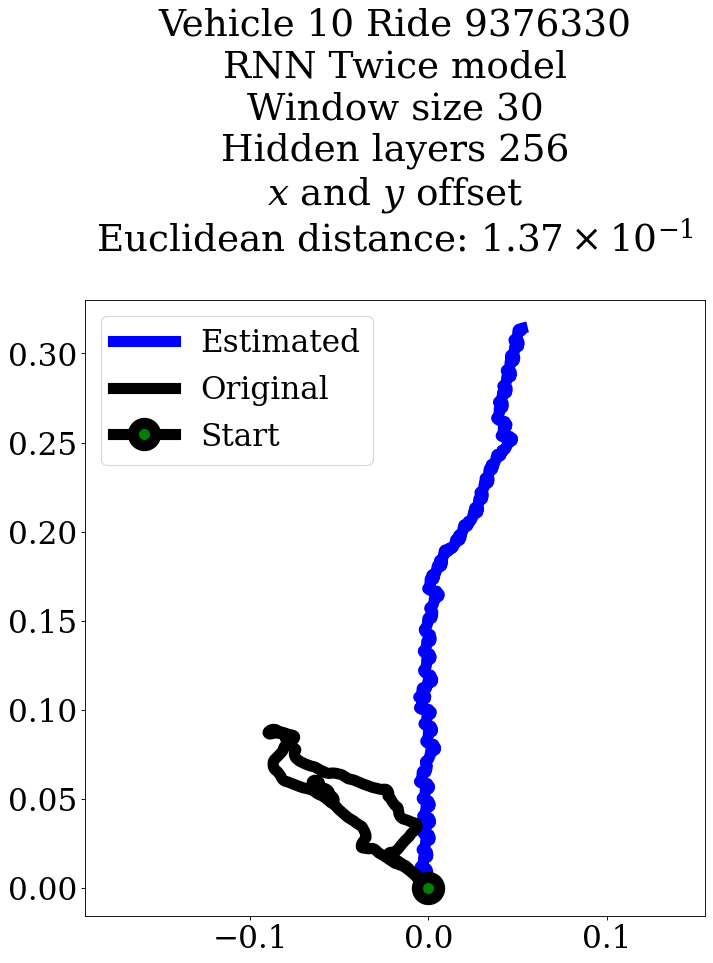 Vehicle 10 Ride 9376330
RNN Twice model
Window size 30
Hidden layers 256
x and y offset
Euclidean distance: 1.37 × 10⁻¹
Estimated
Original
Start
0.30
0.25
0.20
0.15
0.10
0.05
0.00
−0.1 0.0 0.1